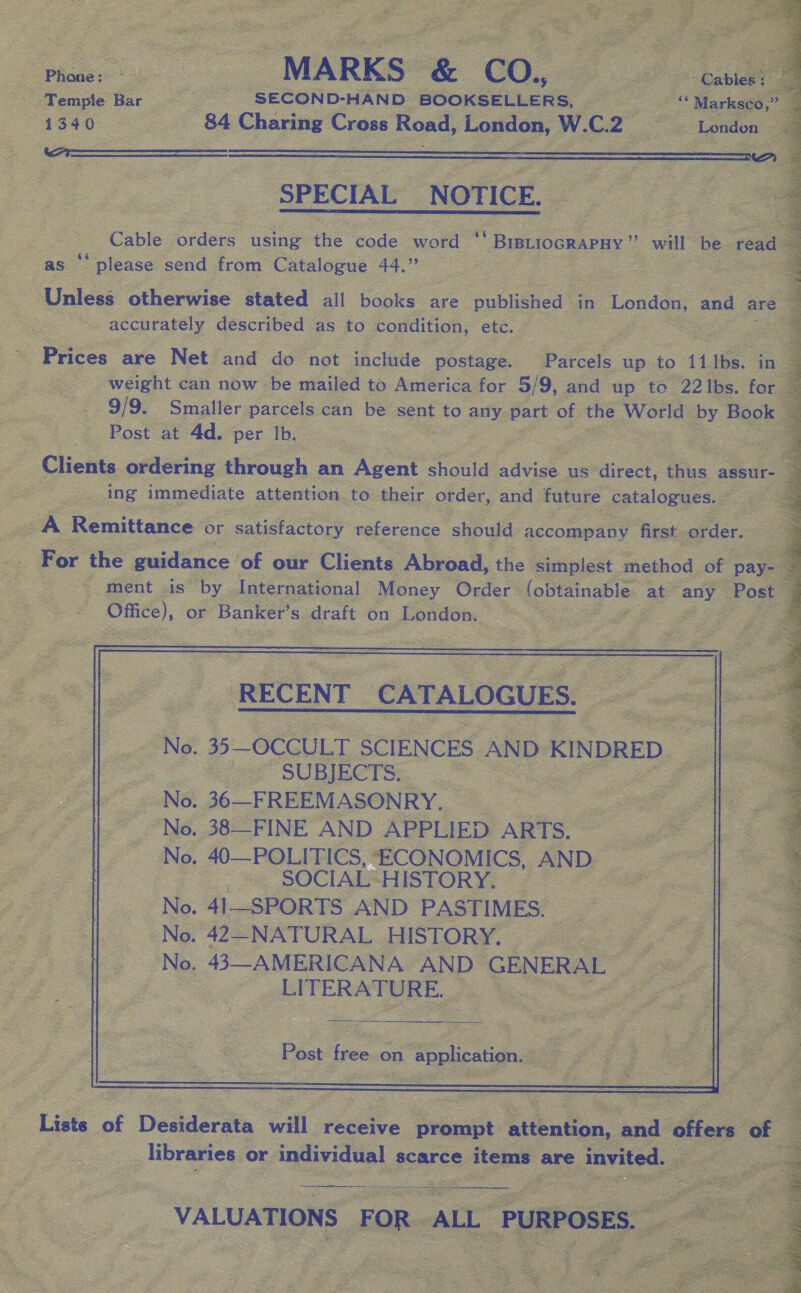 Phone:
MARKS & CO.,
Cables:
Temple Bar
SECOND-HAND BOOKSELLERS,
“Marksco,”
1340
84 Charing Cross Road, London, W.C.2
London
SPECIAL NOTICE.
Cable orders using the code word “BIBLIOGRAPHY” will be read
as “please send from Catalogue 44.”
Unless otherwise stated all books are published in London, and are
accurately described as to condition, etc.
Prices are Net and do not include postage. Parcels up to 11 lbs. in
weight can now be mailed to America for 5/9, and up to 22 lbs. for
9/9. Smaller parcels can be sent to any part of the World by Book
Post at 4d. per lb.
Clients ordering through an Agent should advise us direct, thus assur-
ing immediate attention to their order, and future catalogues.
A Remittance or satisfactory reference should accompany first order.
For the guidance of our Clients Abroad, the simplest method of pay-
ment is by International Money Order (obtainable at any Post
Office), or Banker’s draft on London.
RECENT CATALOGUES.
No. 35—OCCULT SCIENCES AND KINDRED
SUBJECTS.
No. 36—FREEMASONRY.
No. 38—FINE AND APPLIED ARTS.
No. 40—POLITICS, ECONOMICS, AND
SOCIAL HISTORY.
No. 41—SPORTS AND PASTIMES.
No. 42—NATURAL HISTORY.
No. 43—AMERICANA AND GENERAL
LITERATURE.
Post free on application.
Lists of Desiderata will receive prompt attention, and offers of
libraries or individual scarce items are invited.
VALUATIONS FOR ALL PURPOSES.